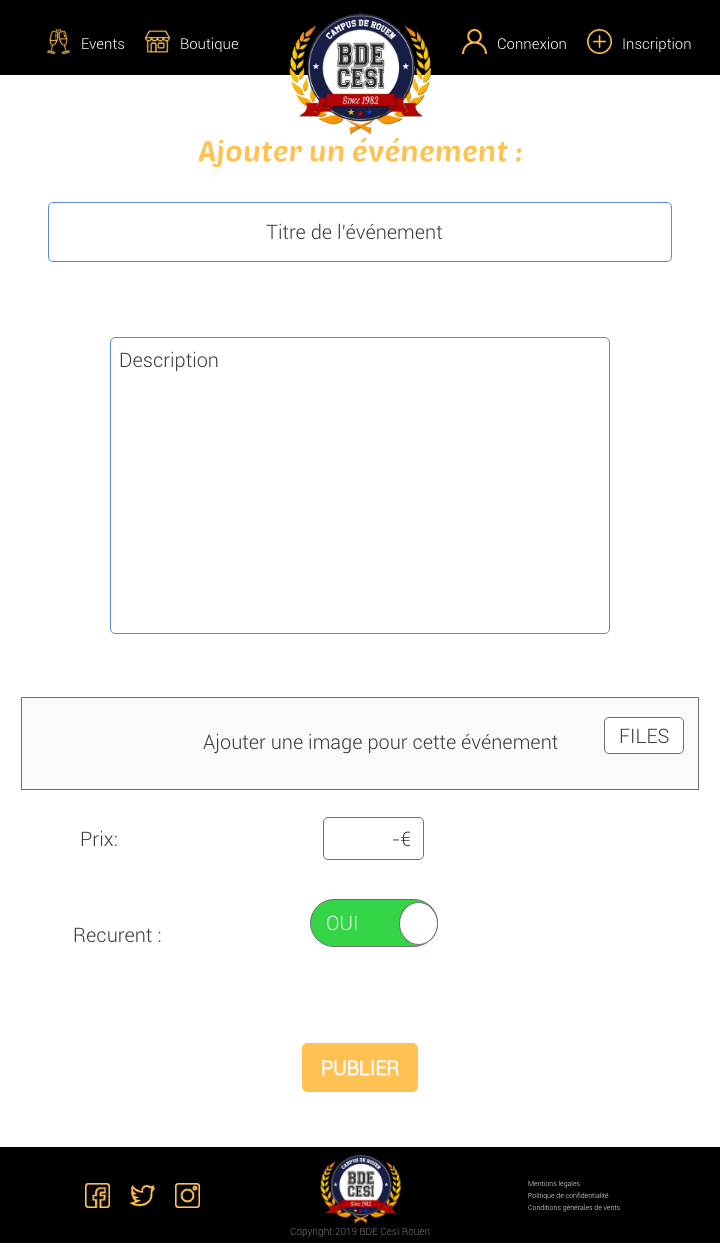 Events
Boutique
CAMPUS DE ROUEN
BDE
CESI
Since 1982
Connexion
Inscription
Ajouter un événement :
Titre de l'événement
Description
Ajouter une image pour cette événement
FILES
Prix:
-€
Recurent :
OUI
PUBLIER
CAMPUS DE ROUEN
BDE
CESI
Since 1982
Copyright 2019 BDE Cesi Rouen
Mentions légales
Politique de confidentialité
Conditions générales de vents